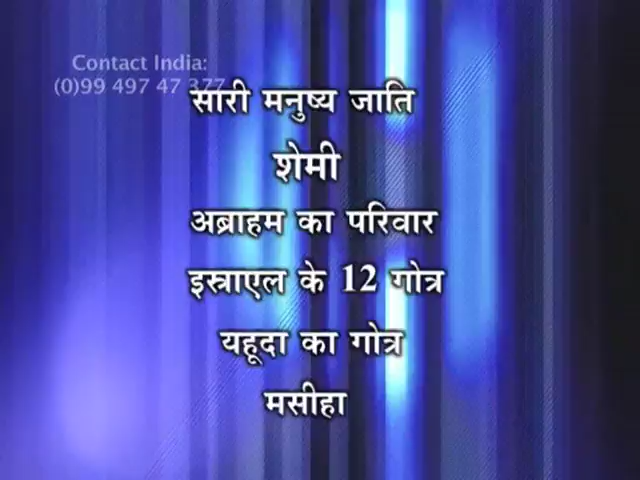 Contact India:
(0)99 497 47 377
सारी मनुष्य जाति
शेमी
अब्राहम का परिवार
इस्राएल के 12 गोत्र
यहूदा का गोत्र
मसीहा